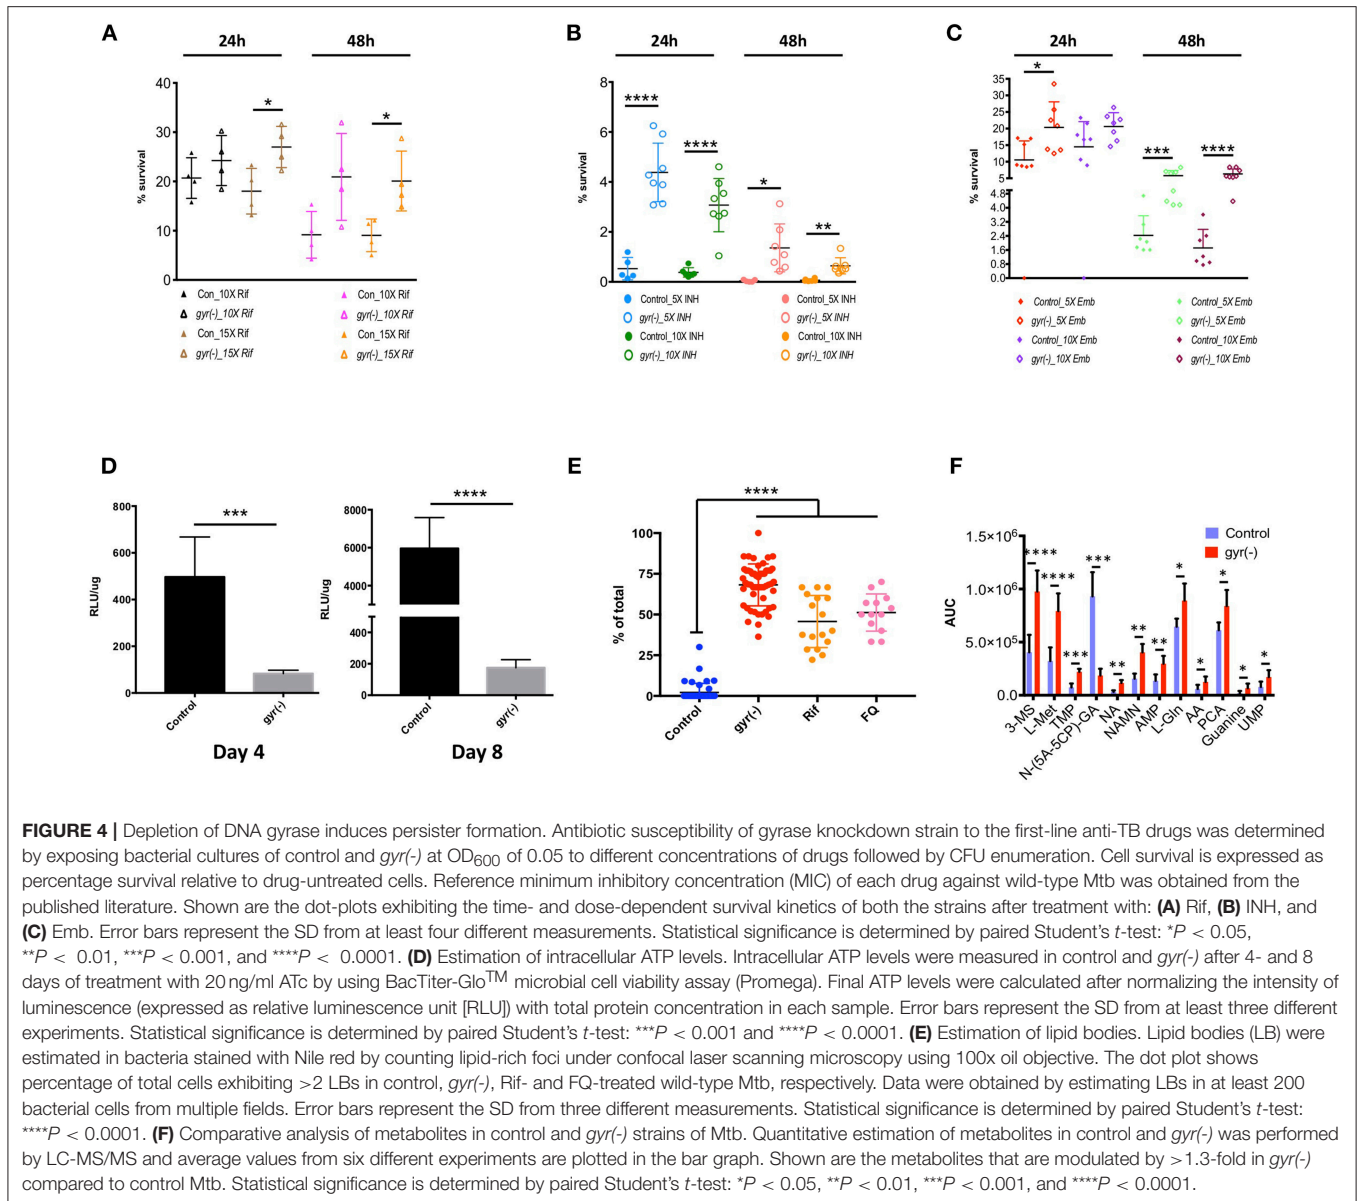 A
24h
48h
% survival
40
30
20
10
0
*
*
Con_10X Rif
gyr(-)_10X Rif
Con_15X Rif
gyr(-)_15X Rif
Con_10X Rif
gyr(-)_10X Rif
Con_15X Rif
gyr(-)_15X Rif
B
24h
48h
% survival
8
6
4
2
0
****
****
*
**
Control_5X INH
gyr(-)_5X INH
Control_10X INH
gyr(-)_10X INH
Control_5X INH
gyr(-)_5X INH
Control_10X INH
gyr(-)_10X INH
C
24h
48h
% survival
35
30
25
20
15
10
5
4.8
4.0
3.2
2.4
1.6
0.8
0.0
*
***
****
Control_5X Emb
gyr(-)_5X Emb
Control_10X Emb
gyr(-)_10X Emb
Control_5X Emb
gyr(-)_5X Emb
Control_10X Emb
gyr(-)_10X Emb
D
RLU/ug
800
600
400
200
0
***
Control
gyr(-)
Day 4
RLU/ug
8000
6000
4000
400
200
0
****
Control
gyr(-)
Day 8
E
% of total
100
75
50
25
0
****
Control
gyr(-)
Rif
FQ
F
AUC
1.5×10⁶
1.0×10⁶
5.0×10⁵
0.0
Control
gyr(-)
****
****
***
***
**
**
**
*
*
*
*
*
3-MS
L-Met
TMP
N-(5A-5CP)-GA
NA
NAMN
AMP
L-Gln
AA
PCA
Guanine
UMP
FIGURE 4 | Depletion of DNA gyrase induces persister formation. Antibiotic susceptibility of gyrase knockdown strain to the first-line anti-TB drugs was determined
by exposing bacterial cultures of control and gyr(-) at OD₆₀₀ of 0.05 to different concentrations of drugs followed by CFU enumeration. Cell survival is expressed as
percentage survival relative to drug-untreated cells. Reference minimum inhibitory concentration (MIC) of each drug against wild-type Mtb was obtained from the
published literature. Shown are the dot-plots exhibiting the time- and dose-dependent survival kinetics of both the strains after treatment with: (A) Rif, (B) INH, and
(C) Emb. Error bars represent the SD from at least four different measurements. Statistical significance is determined by paired Student's t-test: *P < 0.05,
**P < 0.01, ***P < 0.001, and ****P < 0.0001. (D) Estimation of intracellular ATP levels. Intracellular ATP levels were measured in control and gyr(-) after 4- and 8
days of treatment with 20 ng/ml ATc by using BacTiter-Glo™ microbial cell viability assay (Promega). Final ATP levels were calculated after normalizing the intensity of
luminescence (expressed as relative luminescence unit [RLU]) with total protein concentration in each sample. Error bars represent the SD from at least three different
experiments. Statistical significance is determined by paired Student's t-test: ***P < 0.001 and ****P < 0.0001. (E) Estimation of lipid bodies. Lipid bodies (LB) were
estimated in bacteria stained with Nile red by counting lipid-rich foci under confocal laser scanning microscopy using 100x oil objective. The dot plot shows
percentage of total cells exhibiting >2 LBs in control, gyr(-), Rif- and FQ-treated wild-type Mtb, respectively. Data were obtained by estimating LBs in at least 200
bacterial cells from multiple fields. Error bars represent the SD from three different measurements. Statistical significance is determined by paired Student's t-test:
****P < 0.0001. (F) Comparative analysis of metabolites in control and gyr(-) strains of Mtb. Quantitative estimation of metabolites in control and gyr(-) was performed
by LC-MS/MS and average values from six different experiments are plotted in the bar graph. Shown are the metabolites that are modulated by >1.3-fold in gyr(-)
compared to control Mtb. Statistical significance is determined by paired Student's t-test: *P < 0.05, **P < 0.01, ***P < 0.001, and ****P < 0.0001.